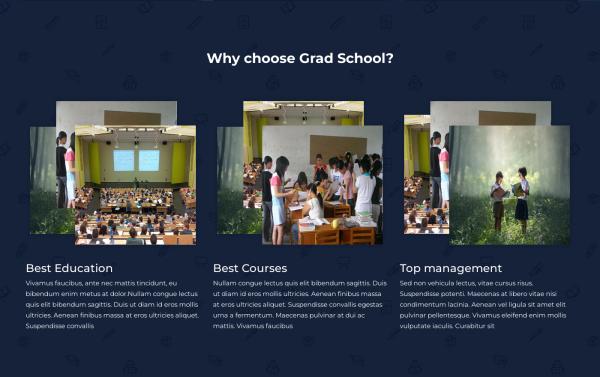 Why choose Grad School?
Best Education
Vivamus faucibus, ante nec mattis tincidunt, eu
bibendum enim metus at dolor Nullam congue lectus
quis elit bibendum sagittis. Duis ut diam id eros mollis
ultricies. Aenean finibus massa at eros ultricies aliquet.
Suspendisse convallis
Best Courses
Nullam congue lectus quis elit bibendum sagittis. Duis
ut diam id eros mollis ultricies. Aenean finibus massa
at eros ultricies aliquet. Suspendisse convallis egestas
urna a fermentum. Maecenas pulvinar at dui ac
mattis. Vivamus faucibus
Top management
Sed non vehicula lectus, vitae cursus risus.
Suspendisse potenti. Maecenas at libero vitae nisi
condimentum lacinia. Aenean vel ligula sit amet elit
pulvinar pellentesque. Vivamus eleifend enim mollis
vulputate iaculis. Curabitur sit